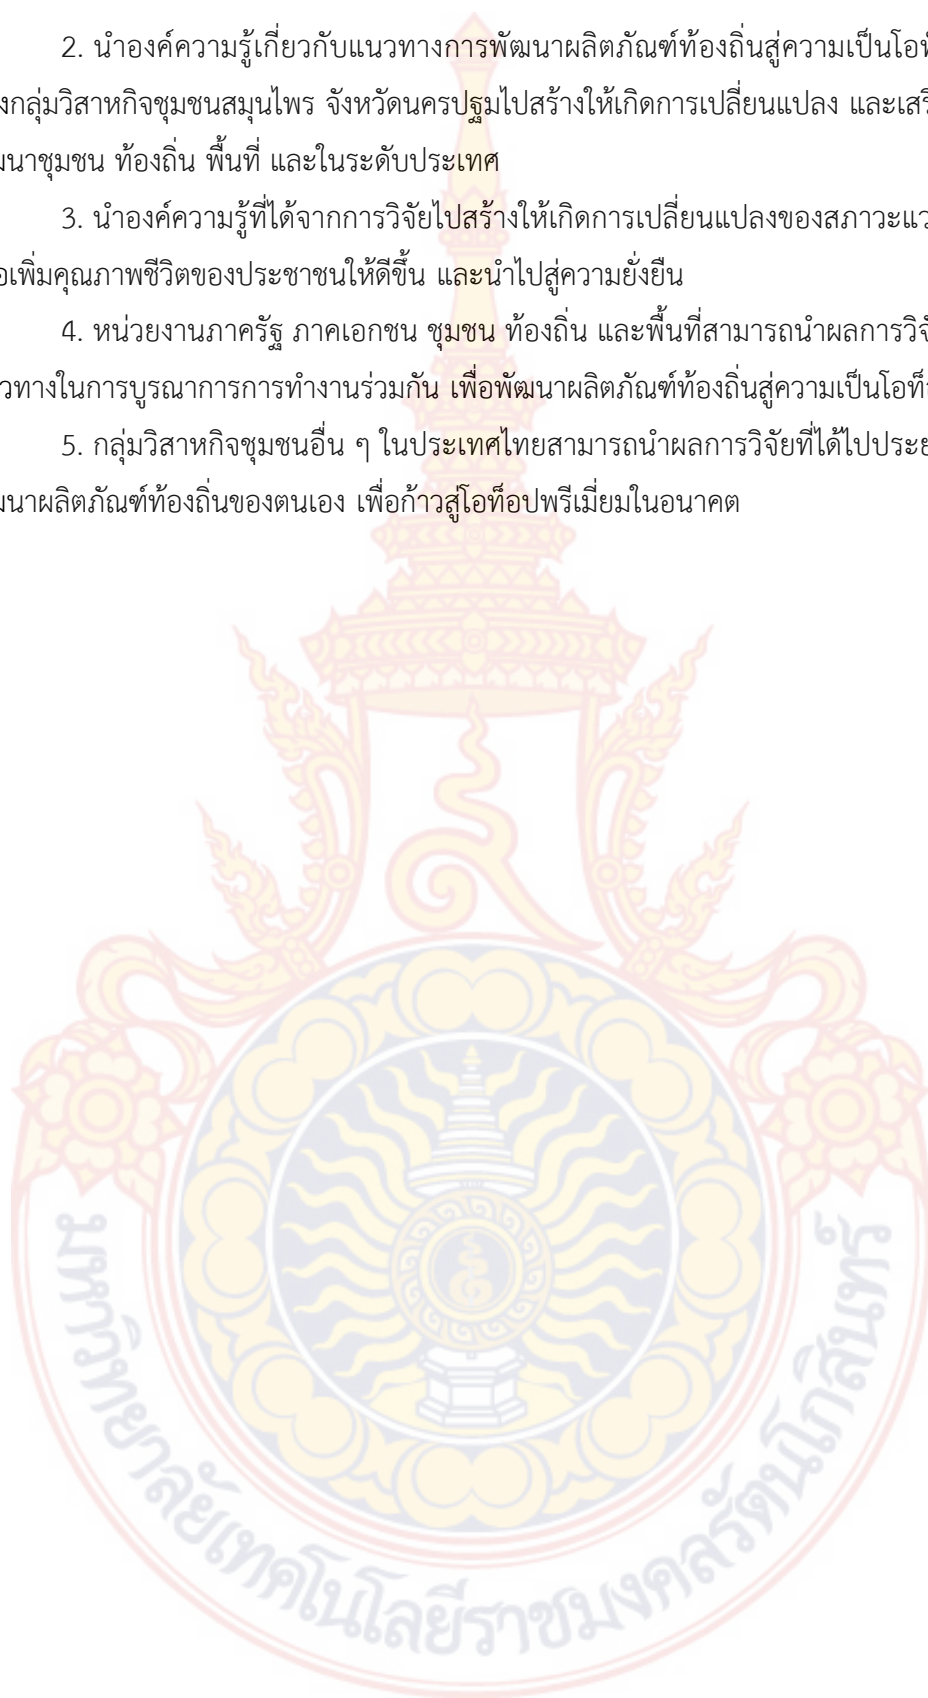 2. นำองค์ความรู้เกี่ยวกับแนวทางการพัฒนาผลิตภัณฑ์ท้องถิ่นสู่ความเป็นโอ
กลุ่มวิสาหกิจชุมชนสมุนไพร จังหวัดนครปฐมไปสร้างให้เกิดการเปลี่ยนแปลง และ
นาชุมชน ท้องถิ่น พื้นที่ และในระดับประเทศ
3. นำองค์ความรู้ที่ได้จากการวิจัยไปสร้างให้เกิดการเปลี่ยนแปลงของสภาวะแว
เพิ่มคุณภาพชีวิตของประชาชนให้ดีขึ้น และนำไปสู่ความยั่งยืน
4. หน่วยงานภาครัฐ ภาคเอกชน ชุมชน ท้องถิ่น และพื้นที่สามารถนำผลการวิจั
วทางในการบูรณาการการทำงานร่วมกัน เพื่อพัฒนาผลิตภัณฑ์ท้องถิ่นสู่ความเป็นโอท็
5. กลุ่มวิสาหกิจชุมชนอื่น ๆ ในประเทศไทยสามารถนำผลการวิจัยที่ได้ไปประย
นาผลิตภัณฑ์ท้องถิ่นของตนเอง เพื่อก้าวสู่โอท็อปพรีเมี่ยมในอนาคต
มหาวิทยาลัยเทคโนโลยีราชมงคลรัตนโกสินทร์